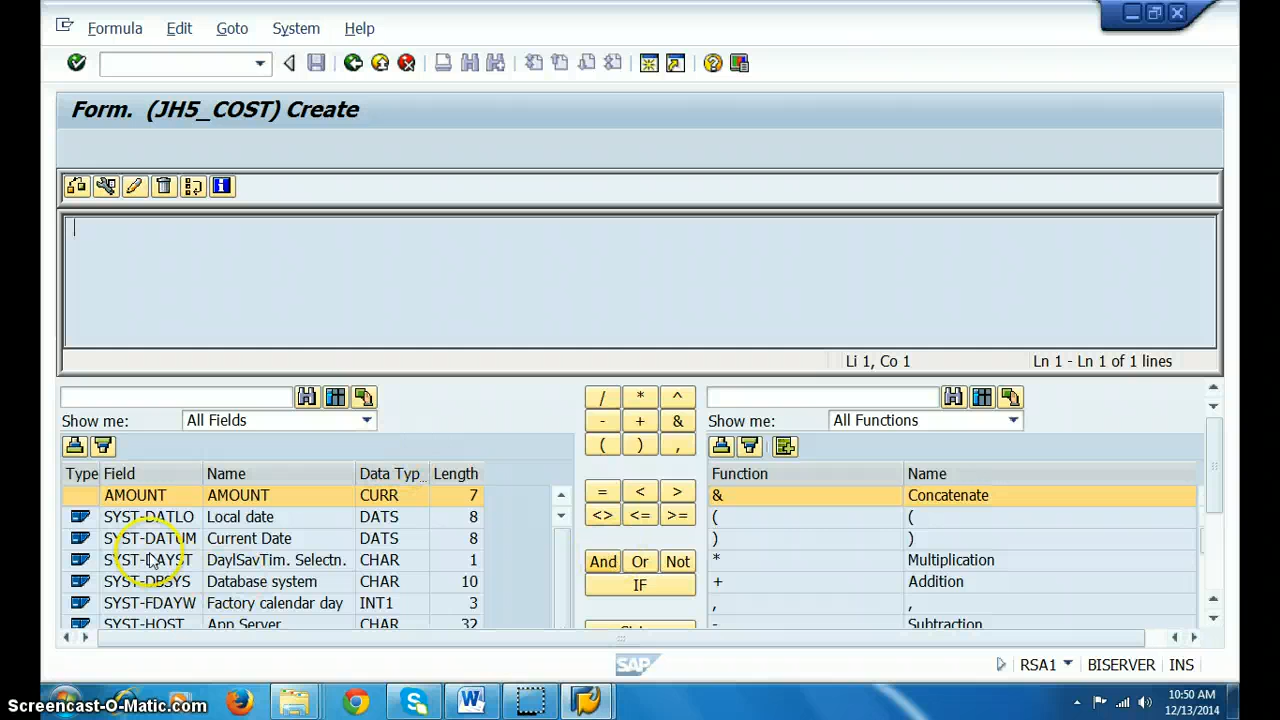 Formula Edit Goto System Help
Form. (JH5_COST) Create
Li 1, Co 1 Ln 1 - Ln 1 of 1 lines
/ * ^
Show me: All Fields - + & Show me: All Functions
( ) ,
Type Field Name Data Typ.. Length Function Name
AMOUNT AMOUNT CURR 7 = < > & Concatenate
SYST-DATLO Local date DATS 8 <> <= >= ( (
SYST-DATUM Current Date DATS 8 ) )
SYST-DAYST DaylSavTim. Selectn. CHAR 1 And Or Not * Multiplication
SYST-DBSYS Database system CHAR 10 IF + Addition
SYST-FDAYW Factory calendar day INT1 3 , ,
SYST-HOST App Server CHAR 32 - Subtraction
SAP RSA1 BISERVER INS
Screencast-O-Matic.com
10:50 AM
12/13/2014